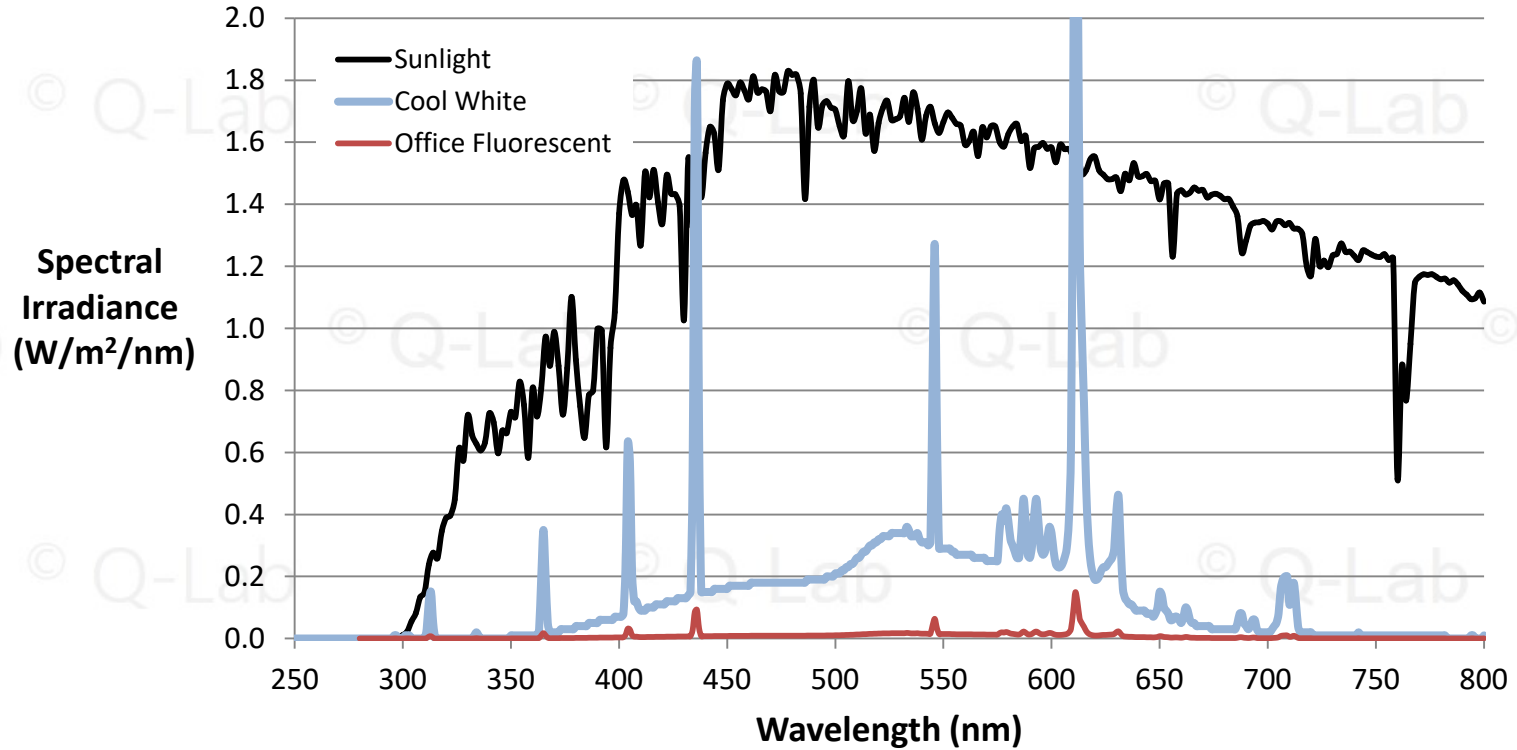 2.0
1.8
1.6
1.4
1.2
1.0
0.8
0.6
0.4
0.2
0.0
Spectral
Irradiance
(W/m²/nm)
Sunlight
Cool White
Office Fluorescent
© Q-Lab
© Q-Lab
© Q-Lab
© Q-Lab
© Q-Lab
©
© Q-Lab
© Q-Lab
© Q-Lab
250 300 350 400 450 500 550 600 650 700 750 800
Wavelength (nm)